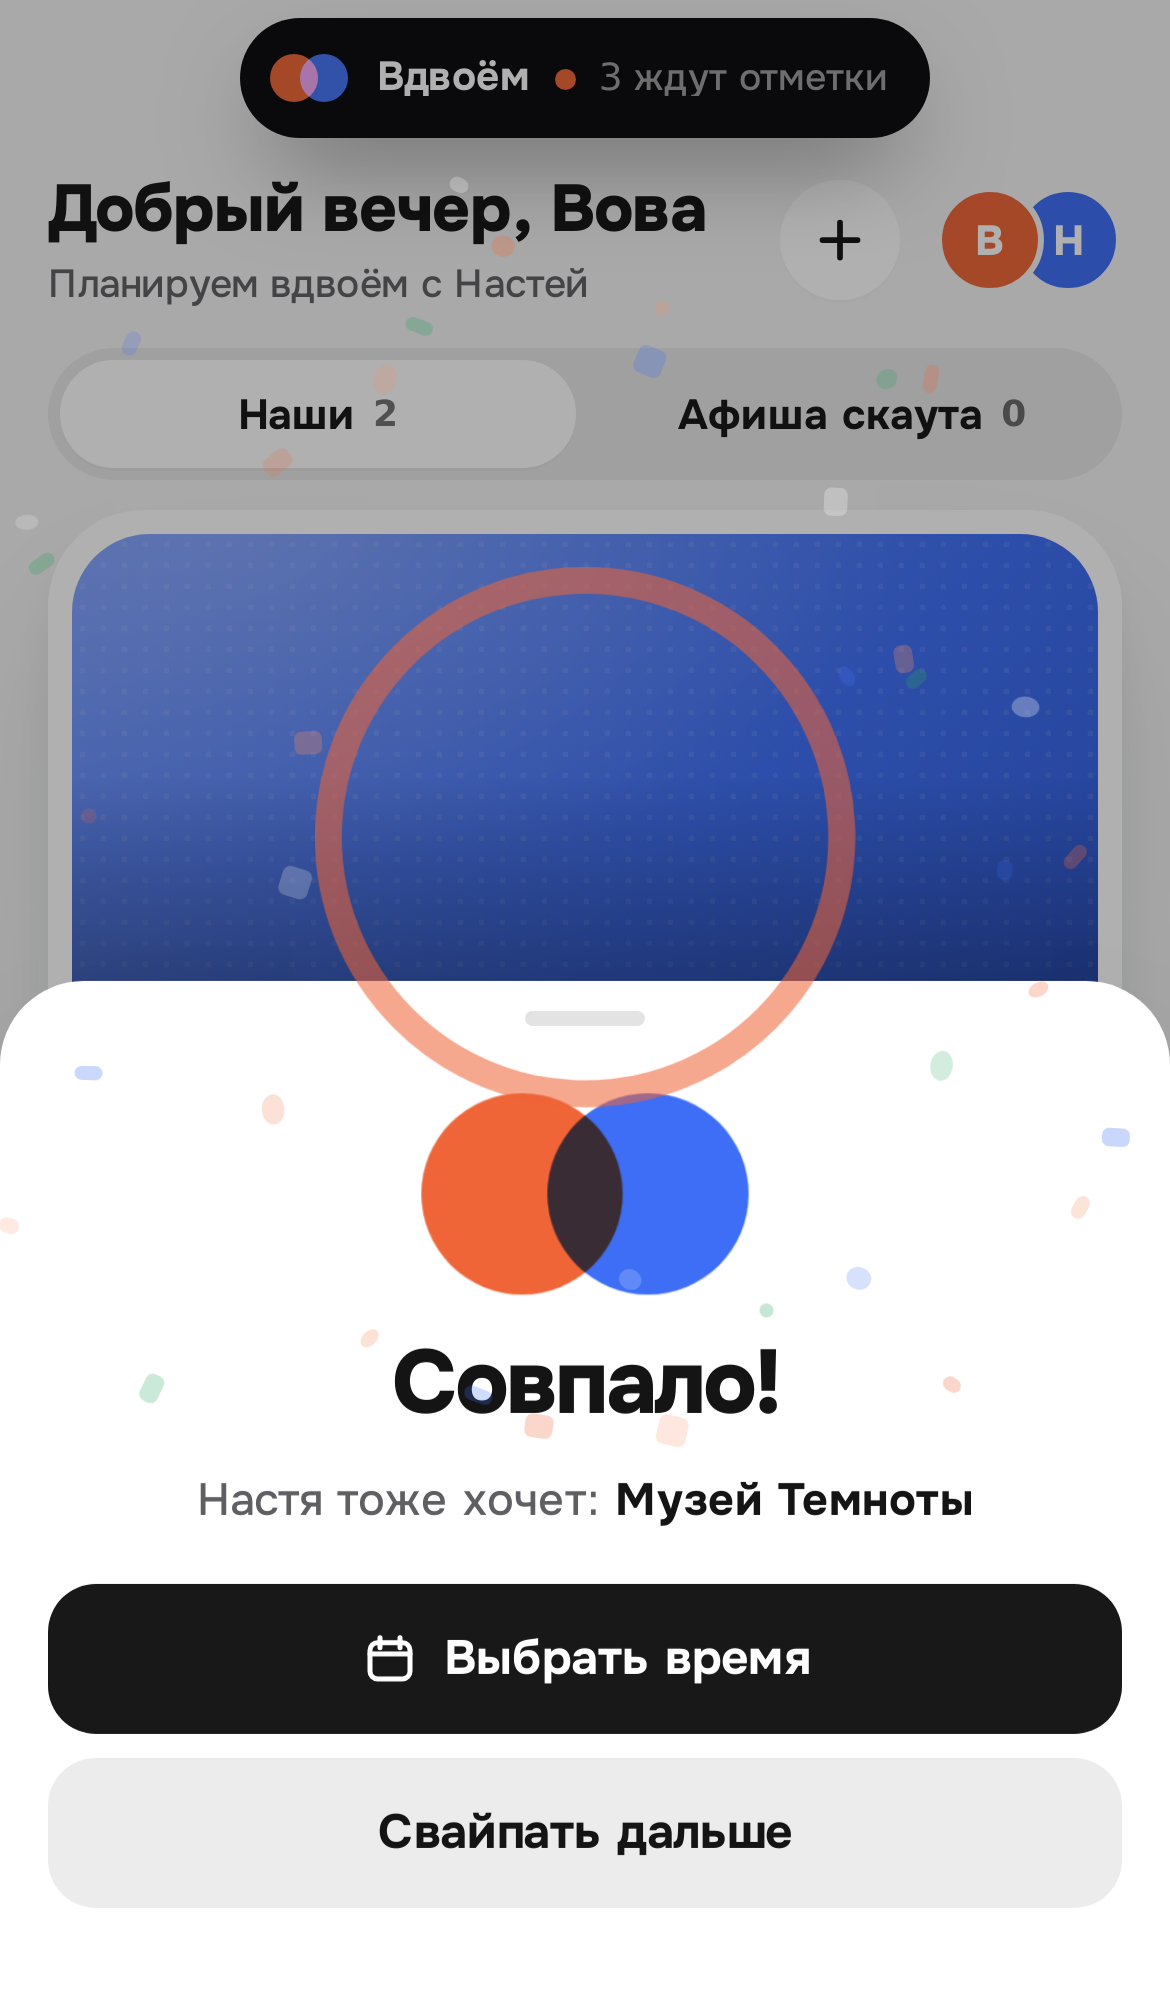 Вдвоём 3 ждут отметки
Добрый вечер, Вова
Планируем вдвоём с Настей
В Н
Наши 2
Афиша скаута 0
Совпало!
Настя тоже хочет: Музей Темноты
Выбрать время
Свайпать дальше